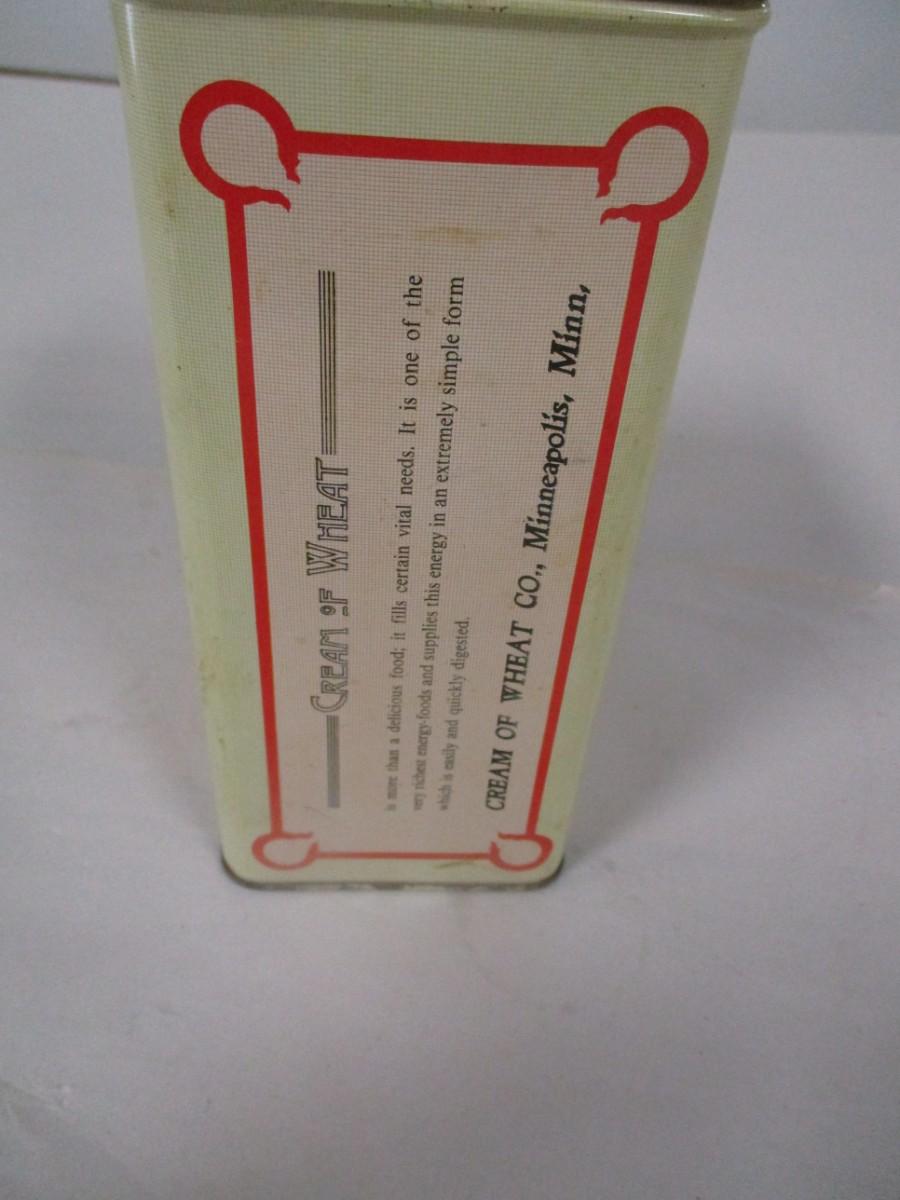 CREAM OF WHEAT
is more than a delicious food; it fills certain vital needs. It is one of the
very richest energy-foods and supplies this energy in an extremely simple form
which is easily and quickly digested.
CREAM OF WHEAT CO., Minneapolis, Minn,